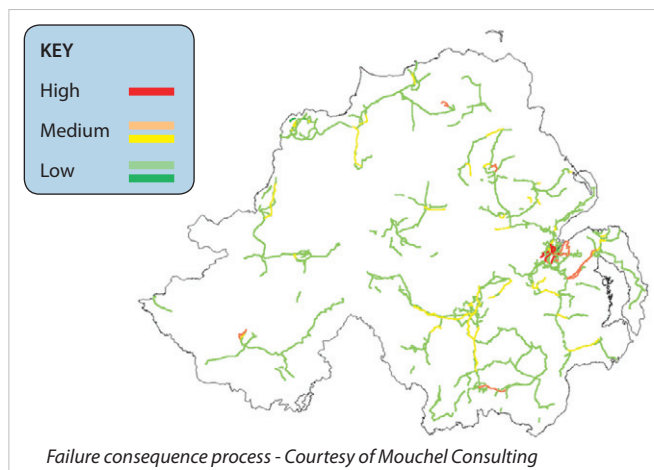 KEY
High
Medium
Low
Failure consequence process - Courtesy of Mouchel Consulting